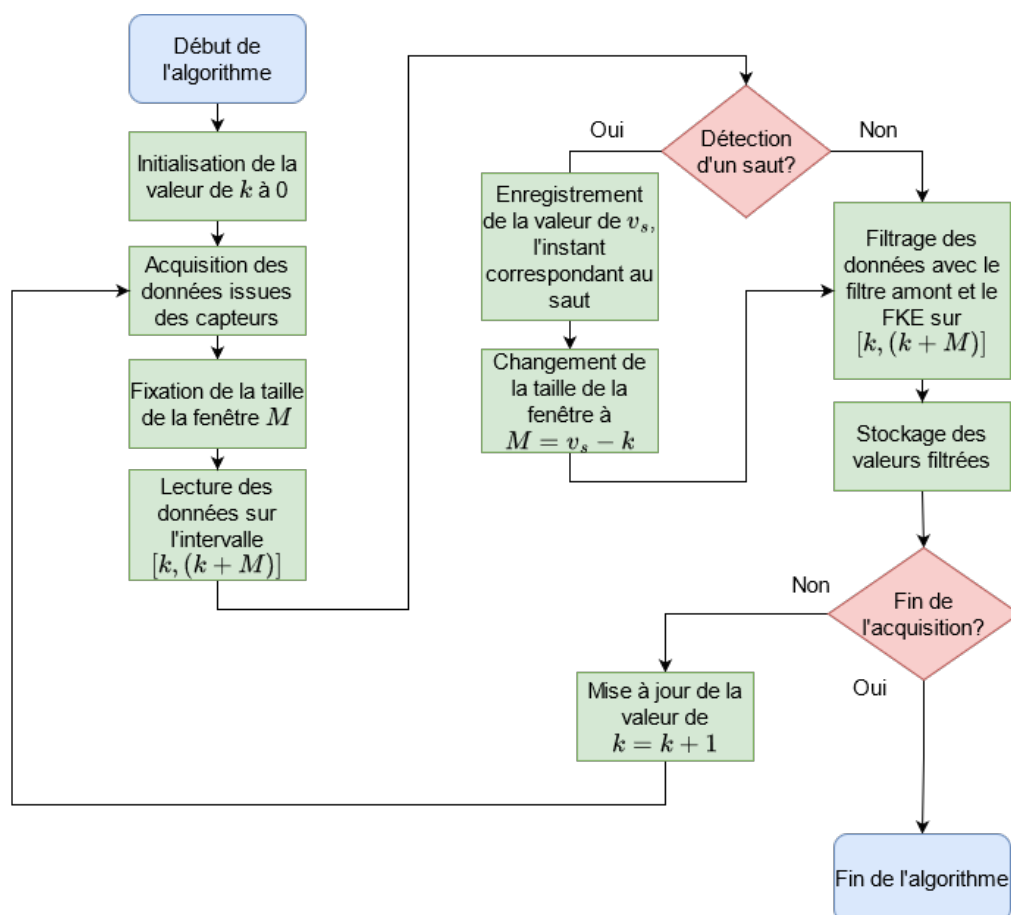 Début de
l'algorithme
Initialisation de la
valeur de k à 0
Acquisition des
données issues
des capteurs
Fixation de la taille
de la fenêtre M
Lecture des
données sur
l'intervalle
[k, (k + M)]
Détection
d'un saut?
Oui
Non
Enregistrement
de la valeur de v_s,
l'instant
correspondant au
saut
Changement de
la taille de la
fenêtre à
M = v_s − k
Filtrage des
données avec le
filtre amont et le
FKE sur
[k, (k + M)]
Stockage des
valeurs filtrées
Fin de
l'acquisition?
Non
Oui
Mise à jour de la
valeur de
k = k + 1
Fin de l'algorithme